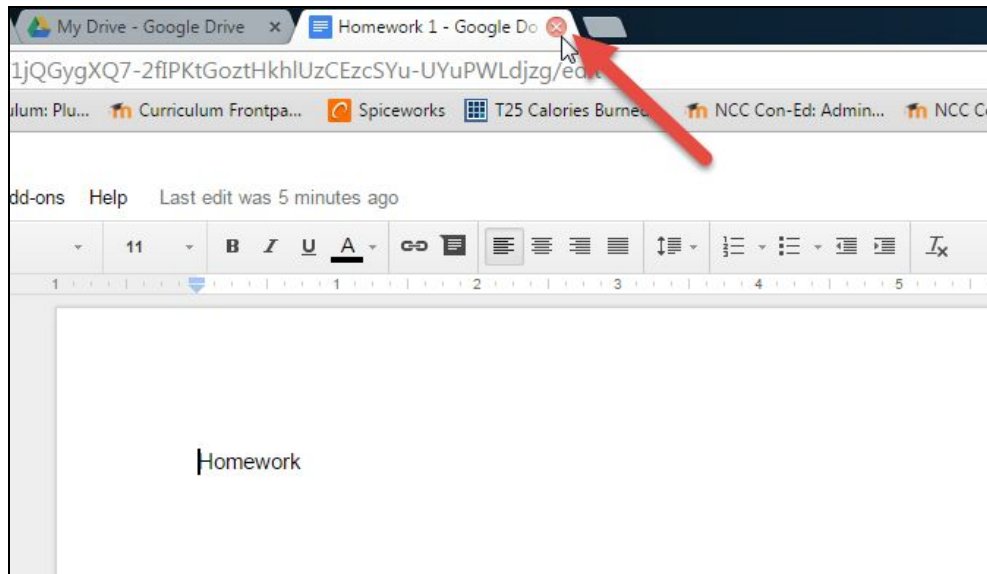 My Drive - Google Drive × Homework 1 - Google Do ×
1jQGygXQ7-2fIPKtGoztHkhlUzCEzcSYu-UYuPWLdjzg/edit
ulum: Plu... Curriculum Frontpa... Spiceworks T25 Calories Burned NCC Con-Ed: Admin... NCC C
dd-ons Help Last edit was 5 minutes ago
11 B I U A
1 1 2 3 4 5
Homework